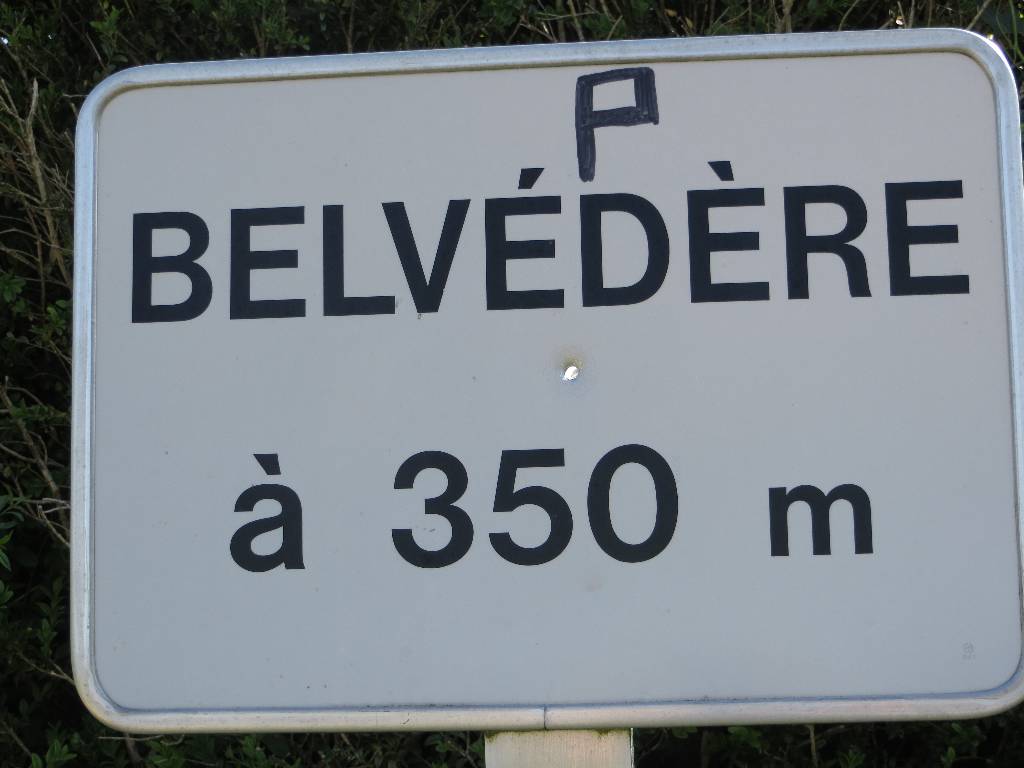 P
BELVÉDÈRE
à 350 m